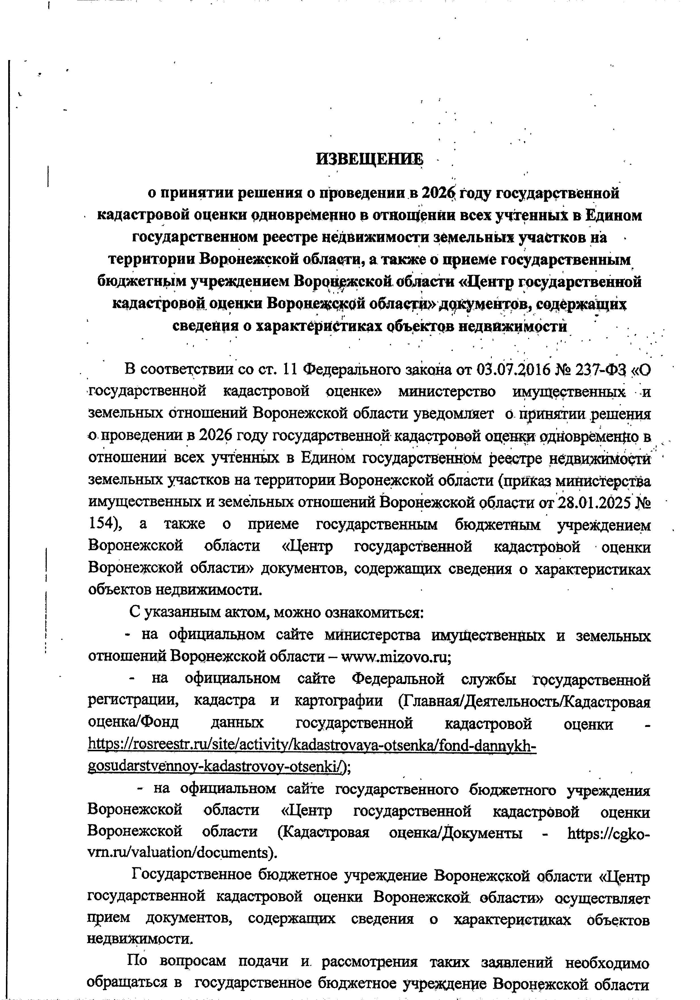 ИЗВЕЩЕНИЕ
о принятии решения о проведении в 2026 году государственной
кадастровой оценки одновременно в отношении всех учтенных в Едином
государственном реестре недвижимости земельных участков на
территории Воронежской области, а также о приеме государственным
бюджетным учреждением Воронежской области «Центр государственной
кадастровой оценки Воронежской области» документов, содержащих
сведения о характеристиках объектов недвижимости
В соответствии со ст. 11 Федерального закона от 03.07.2016 № 237-ФЗ «О
государственной кадастровой оценке» министерство имущественных и
земельных отношений Воронежской области уведомляет о принятии решения
о проведении в 2026 году государственной кадастровой оценки одновременно в
отношении всех учтенных в Едином государственном реестре недвижимости
земельных участков на территории Воронежской области (приказ министерства
имущественных и земельных отношений Воронежской области от 28.01.2025 №
154), а также о приеме государственным бюджетным учреждением
Воронежской области «Центр государственной кадастровой оценки
Воронежской области» документов, содержащих сведения о характеристиках
объектов недвижимости.
С указанным актом, можно ознакомиться:
- на официальном сайте министерства имущественных и земельных
отношений Воронежской области – www.mizovo.ru;
- на официальном сайте Федеральной службы государственной
регистрации, кадастра и картографии (Главная/Деятельность/Кадастровая
оценка/Фонд данных государственной кадастровой оценки -
https://rosreestr.ru/site/activity/kadastrovaya-otsenka/fond-dannykh-
gosudarstvennoy-kadastrovoy-otsenki/);
- на официальном сайте государственного бюджетного учреждения
Воронежской области «Центр государственной кадастровой оценки
Воронежской области (Кадастровая оценка/Документы - https://cgko-
vrn.ru/valuation/documents).
Государственное бюджетное учреждение Воронежской области «Центр
государственной кадастровой оценки Воронежской области» осуществляет
прием документов, содержащих сведения о характеристиках объектов
недвижимости.
По вопросам подачи и рассмотрения таких заявлений необходимо
обращаться в государственное бюджетное учреждение Воронежской области